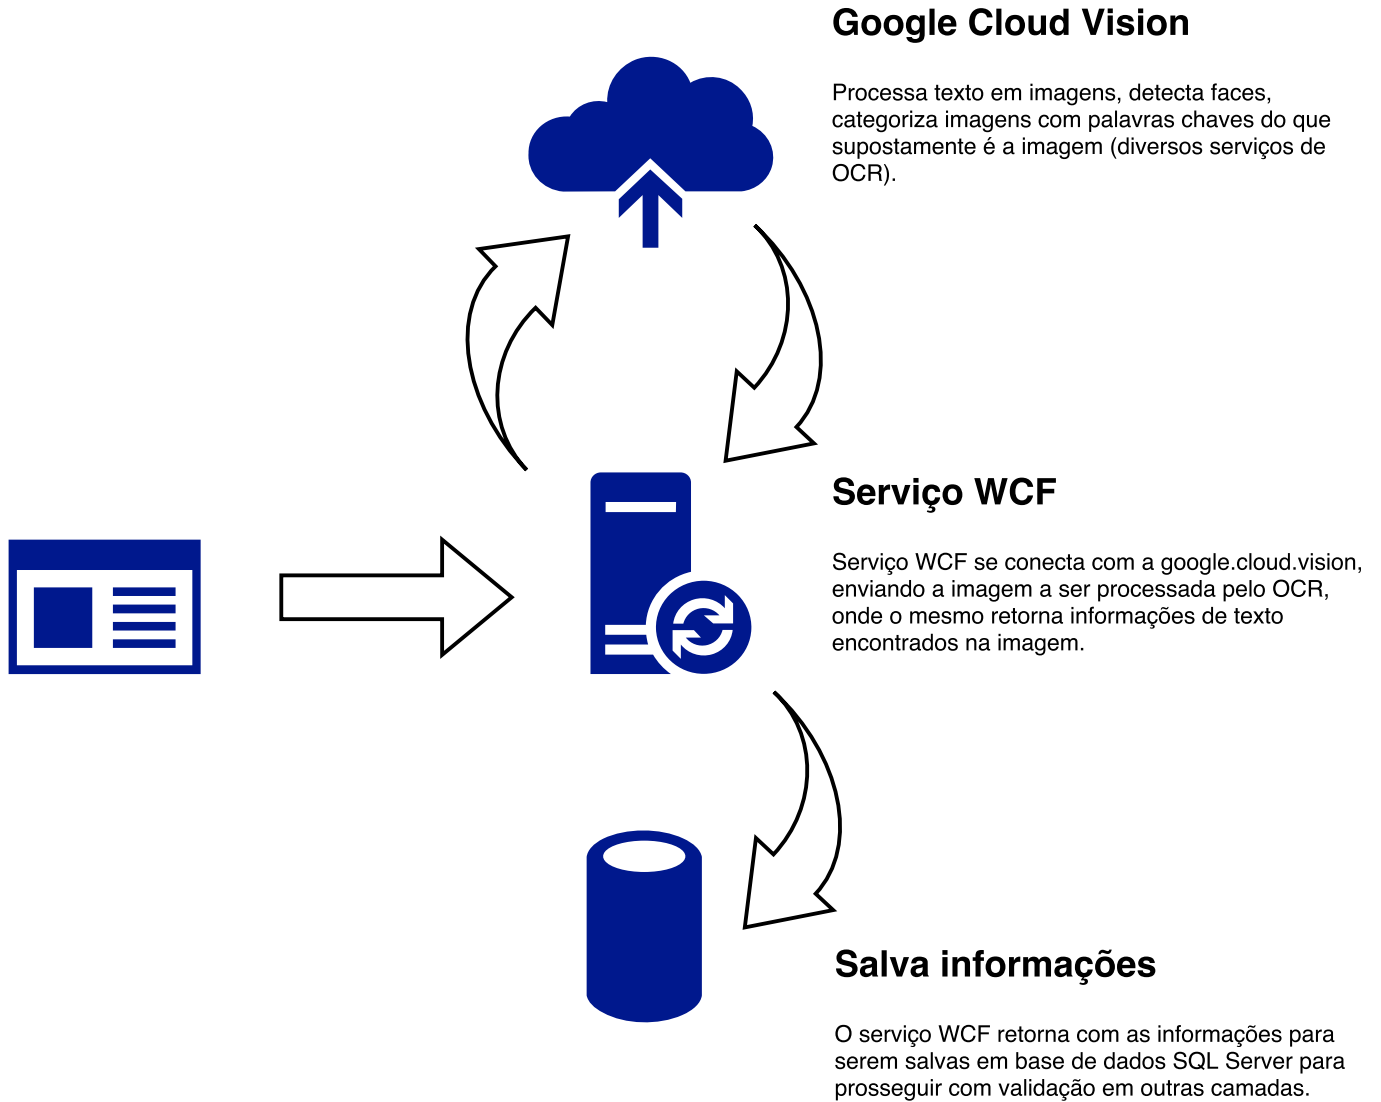 Google Cloud Vision
Processa texto em imagens, detecta faces,
categoriza imagens com palavras chaves do que
supostamente é a imagem (diversos serviços de
OCR).
Serviço WCF
Serviço WCF se conecta com a google.cloud.vision,
enviando a imagem a ser processada pelo OCR,
onde o mesmo retorna informações de texto
encontrados na imagem.
Salva informações
O serviço WCF retorna com as informações para
serem salvas em base de dados SQL Server para
prosseguir com validação em outras camadas.